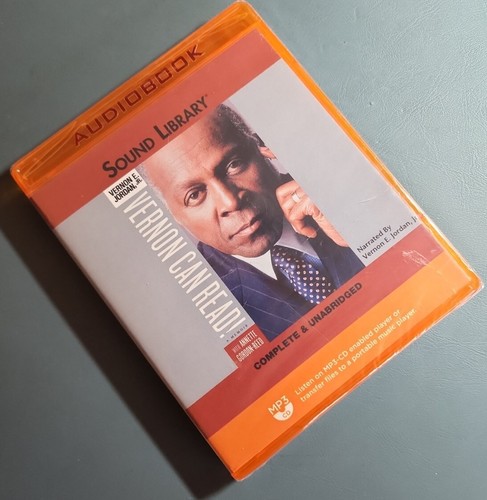 AUDIOBOOK
SOUND LIBRARY®
VERNON E.
JORDAN, JR.
VERNON CAN READ!
A MEMOIR
WITH ANNETTE
GORDON-REED
Narrated By
Vernon E. Jordan, Jr.
COMPLETE & UNABRIDGED
Listen on MP3-CD enabled player or
transfer files to a portable music player.
MP3
CD